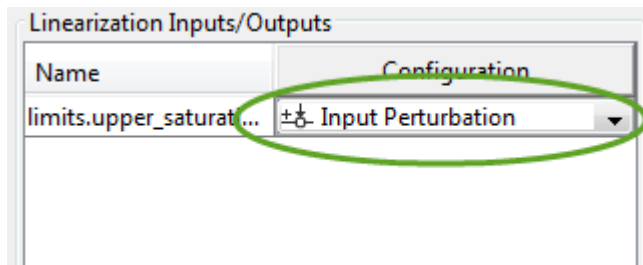 Linearization Inputs/Outputs
Name Configuration
limits.upper_saturat... Input Perturbation